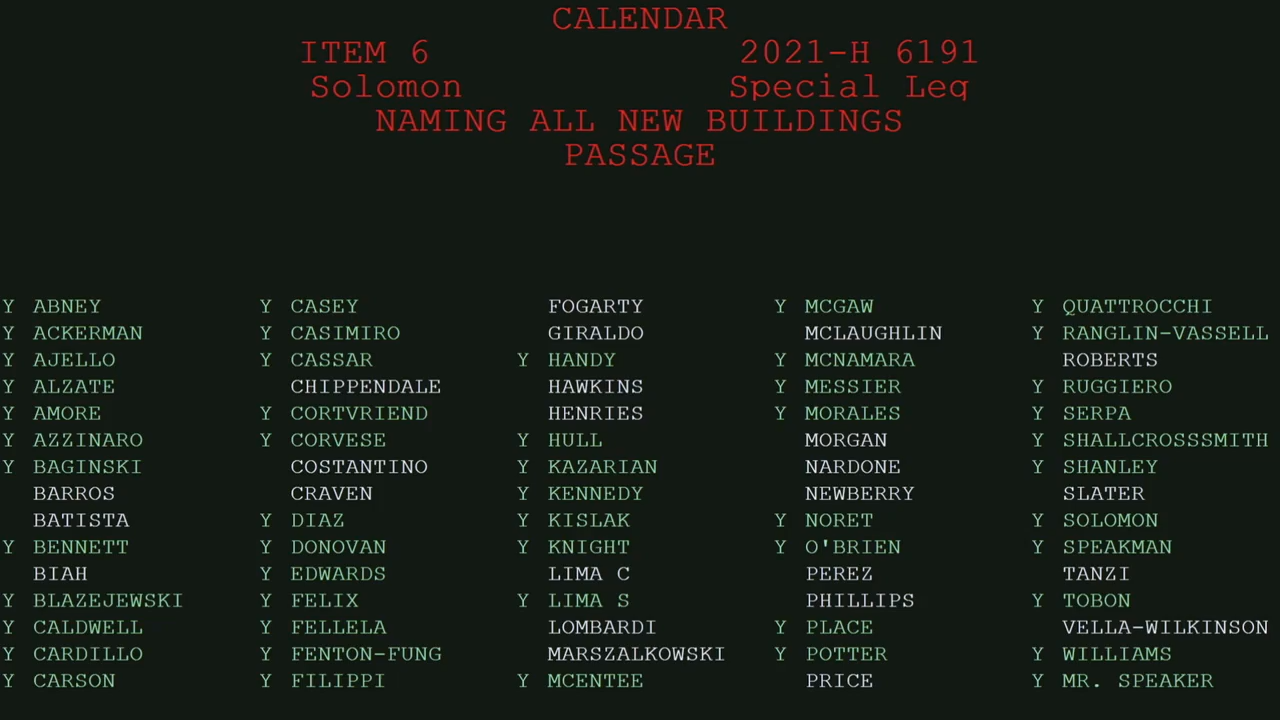 CALENDAR
ITEM 6 2021-H 6191
Solomon Special Leg
NAMING ALL NEW BUILDINGS
PASSAGE
Y ABNEY Y CASEY FOGARTY Y MCGAW Y QUATTROCCHI
Y ACKERMAN Y CASIMIRO GIRALDO MCLAUGHLIN Y RANGLIN-VASSELL
Y AJELLO Y CASSAR Y HANDY Y MCNAMARA ROBERTS
Y ALZATE CHIPPENDALE HAWKINS Y MESSIER Y RUGGIERO
Y AMORE Y CORTVRIEND HENRIES Y MORALES Y SERPA
Y AZZINARO Y CORVESE Y HULL MORGAN Y SHALLCROSSSMITH
Y BAGINSKI COSTANTINO Y KAZARIAN NARDONE Y SHANLEY
BARROS CRAVEN Y KENNEDY NEWBERRY SLATER
BATISTA Y DIAZ Y KISLAK Y NORET Y SOLOMON
Y BENNETT Y DONOVAN Y KNIGHT Y O'BRIEN Y SPEAKMAN
BIAH Y EDWARDS LIMA C PEREZ TANZI
Y BLAZEJEWSKI Y FELIX Y LIMA S PHILLIPS Y TOBON
Y CALDWELL Y FELLELA LOMBARDI Y PLACE VELLA-WILKINSON
Y CARDILLO Y FENTON-FUNG MARSZALKOWSKI Y POTTER Y WILLIAMS
Y CARSON Y FILIPPI Y MCENTEE PRICE Y MR. SPEAKER